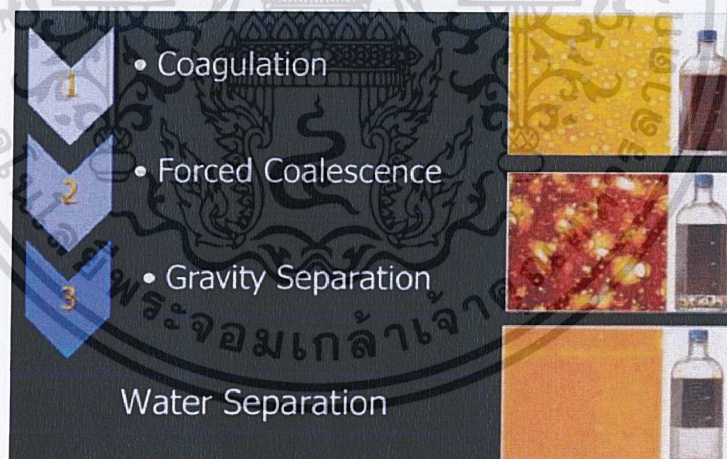 1
• Coagulation
2
• Forced Coalescence
3
• Gravity Separation
พระจอมเกล้าเจ้า
Water Separation